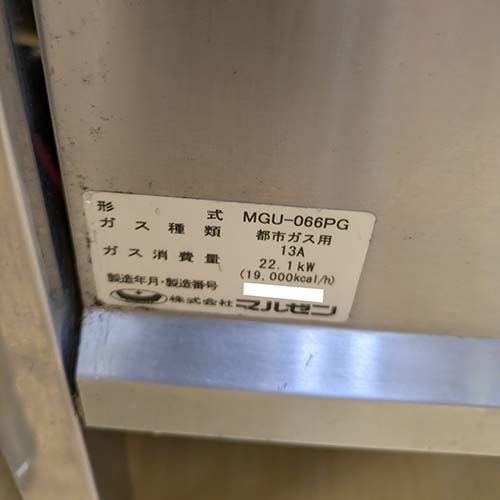 形式 MGU-066PG
ガス種類 都市ガス用
13A
ガス消費量 22.1kW
(19,000kcal/h)
製造年月・製造番号
株式会社マルゼン